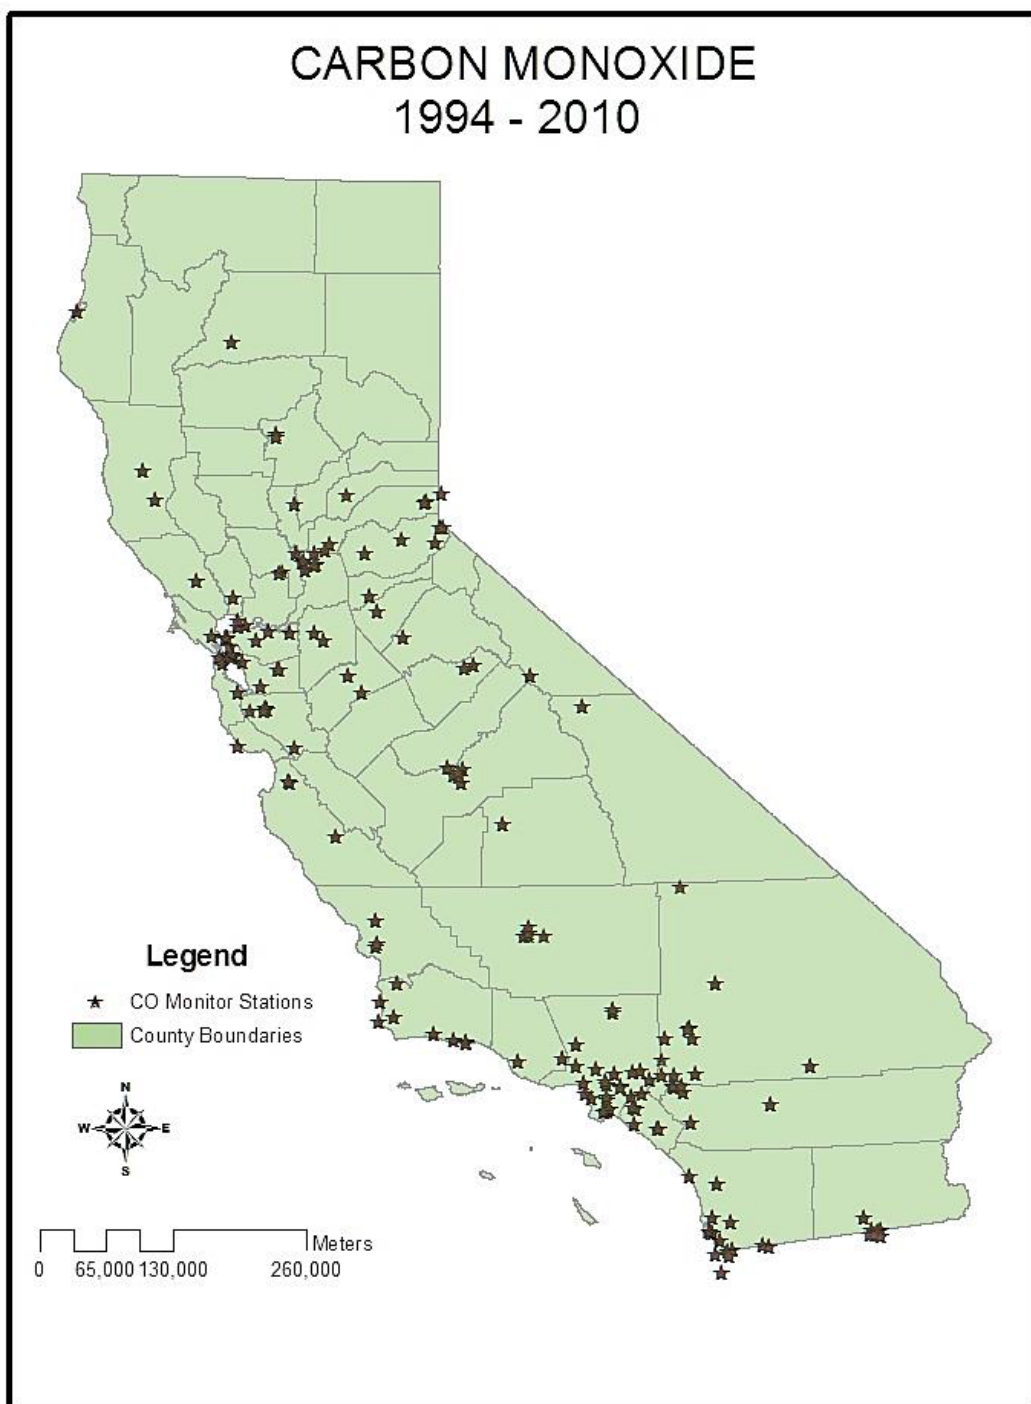 CARBON MONOXIDE
1994 - 2010
Legend
CO Monitor Stations
County Boundaries
N
W E
S
Meters
0 65,000 130,000 260,000